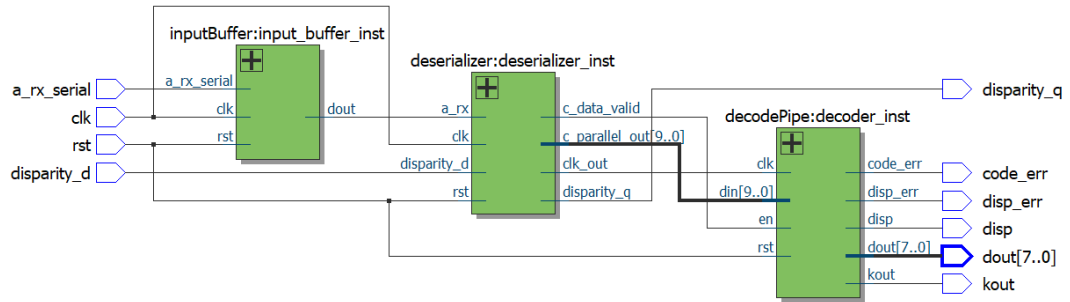 inputBuffer:input_buffer_inst
deserializer:deserializer_inst
decodePipe:decoder_inst
a_rx_serial
clk
rst
disparity_d
a_rx_serial
clk
rst
dout
a_rx
clk
disparity_d
rst
c_data_valid
c_parallel_out[9..0]
clk_out
disparity_q
clk
din[9..0]
en
rst
code_err
disp_err
disp
dout[7..0]
kout
disparity_q
code_err
disp_err
disp
dout[7..0]
kout